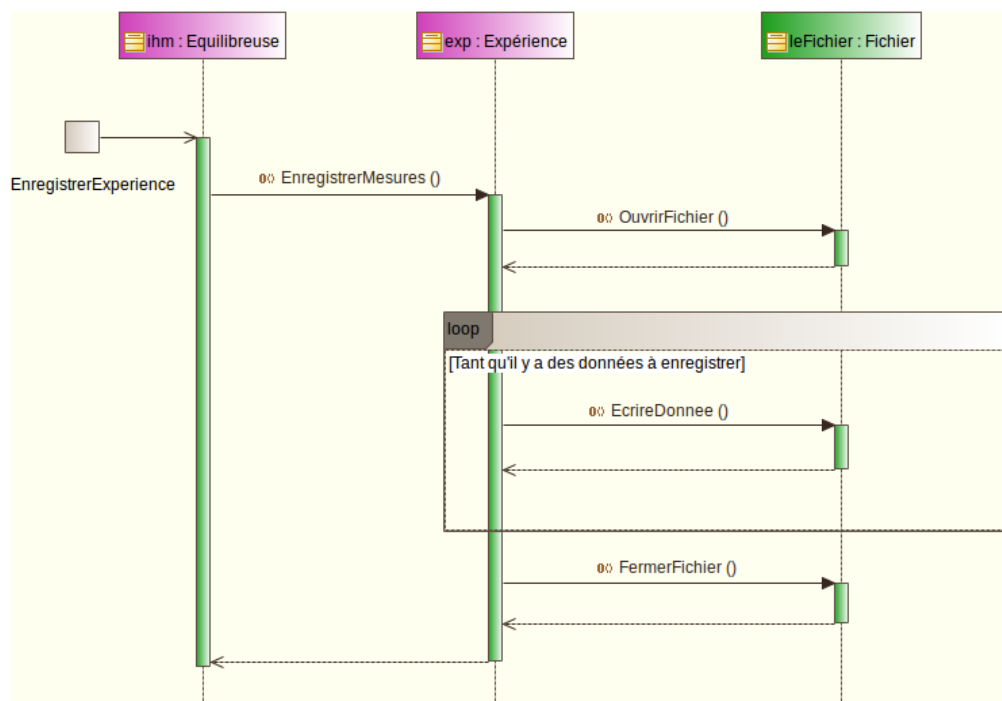 ihm : Equilibreuse
exp : Expérience
leFichier : Fichier
EnregistrerExperience
EnregistrerMesures ()
OuvrirFichier ()
loop
[Tant qu'il y a des données à enregistrer]
EcrireDonnee ()
FermerFichier ()